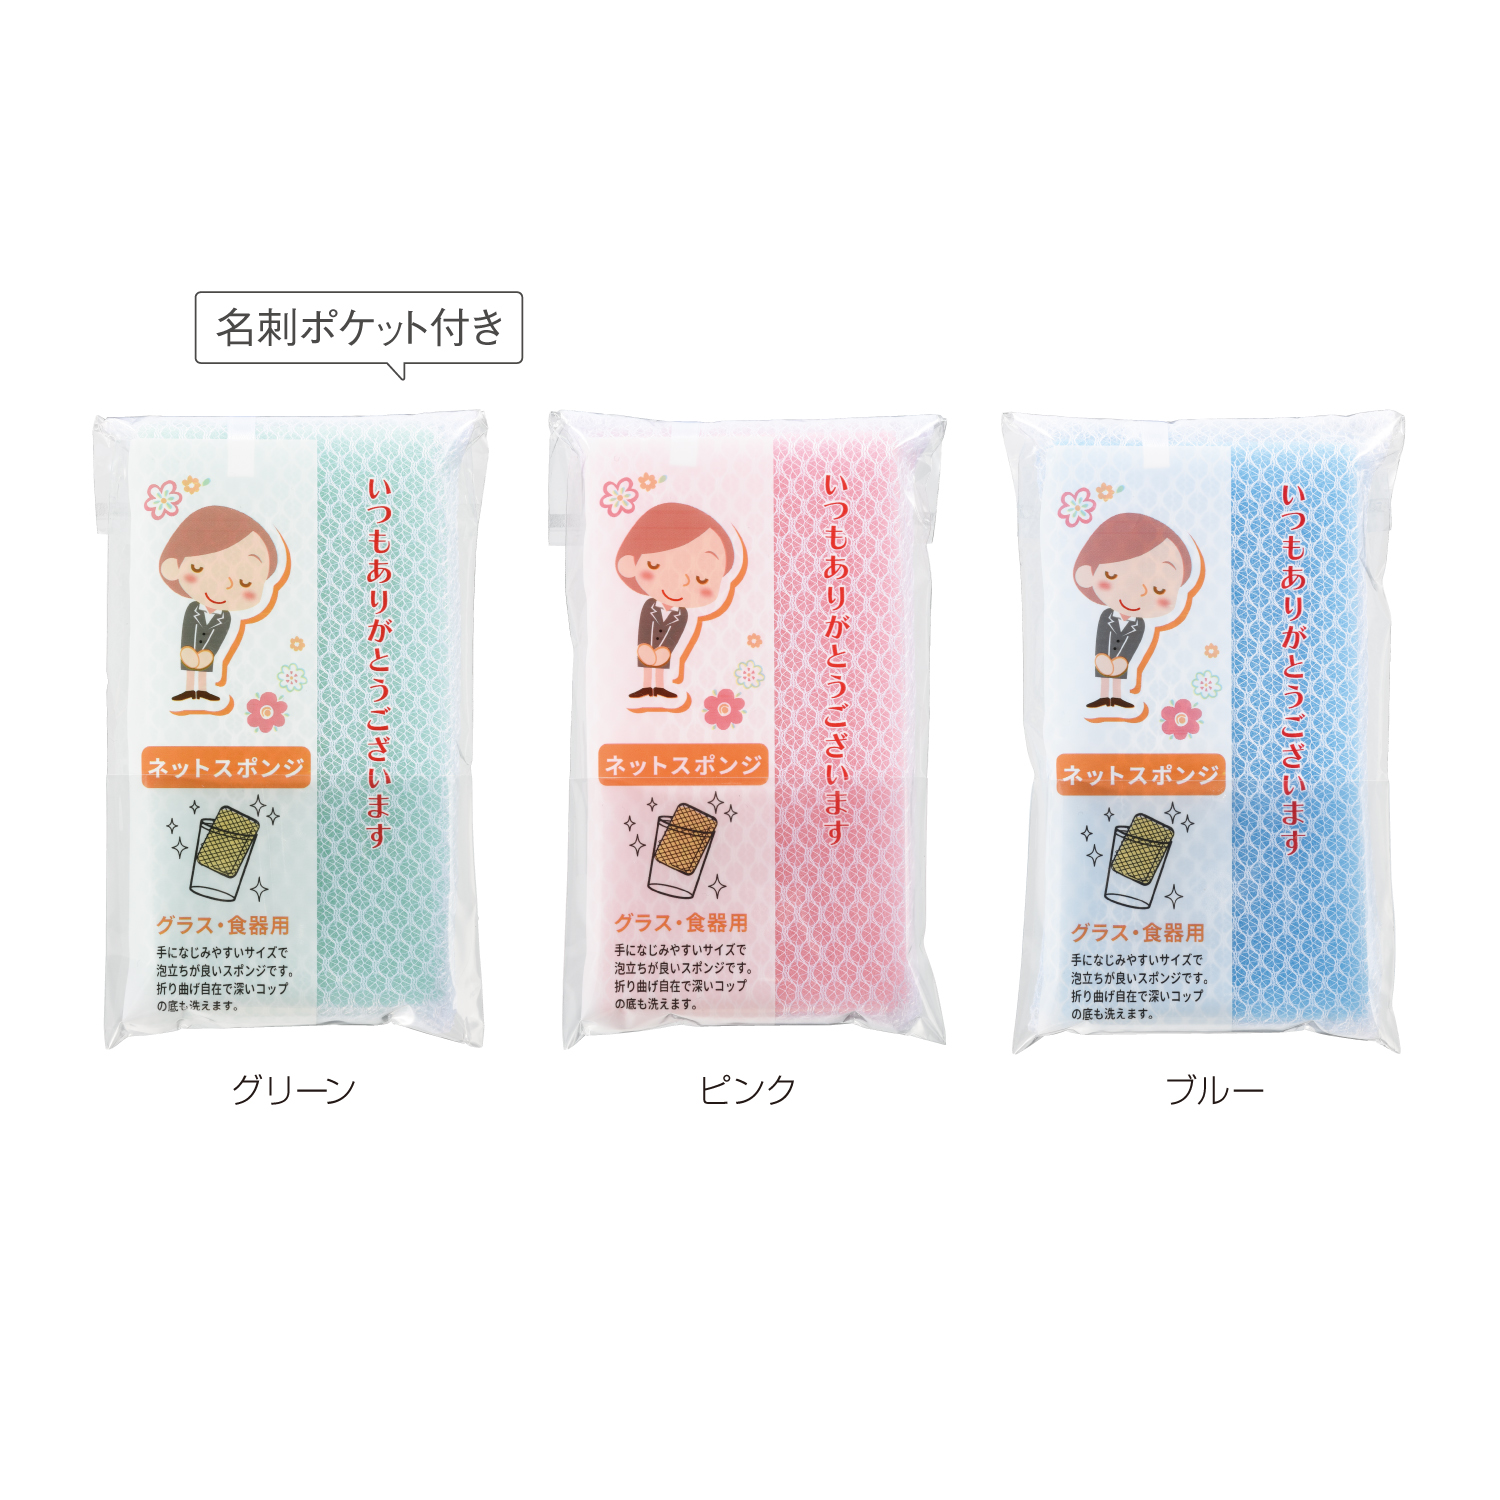 名刺ポケット付き
いつもありがとうございます
ネットスポンジ
グラス・食器用
手になじみやすいサイズで
泡立ちが良いスポンジです。
折り曲げ自在で深いコップ
の底も洗えます。
グリーン
いつもありがとうございます
ネットスポンジ
グラス・食器用
手になじみやすいサイズで
泡立ちが良いスポンジです。
折り曲げ自在で深いコップ
の底も洗えます。
ピンク
いつもありがとうございます
ネットスポンジ
グラス・食器用
手になじみやすいサイズで
泡立ちが良いスポンジです。
折り曲げ自在で深いコップ
の底も洗えます。
ブルー